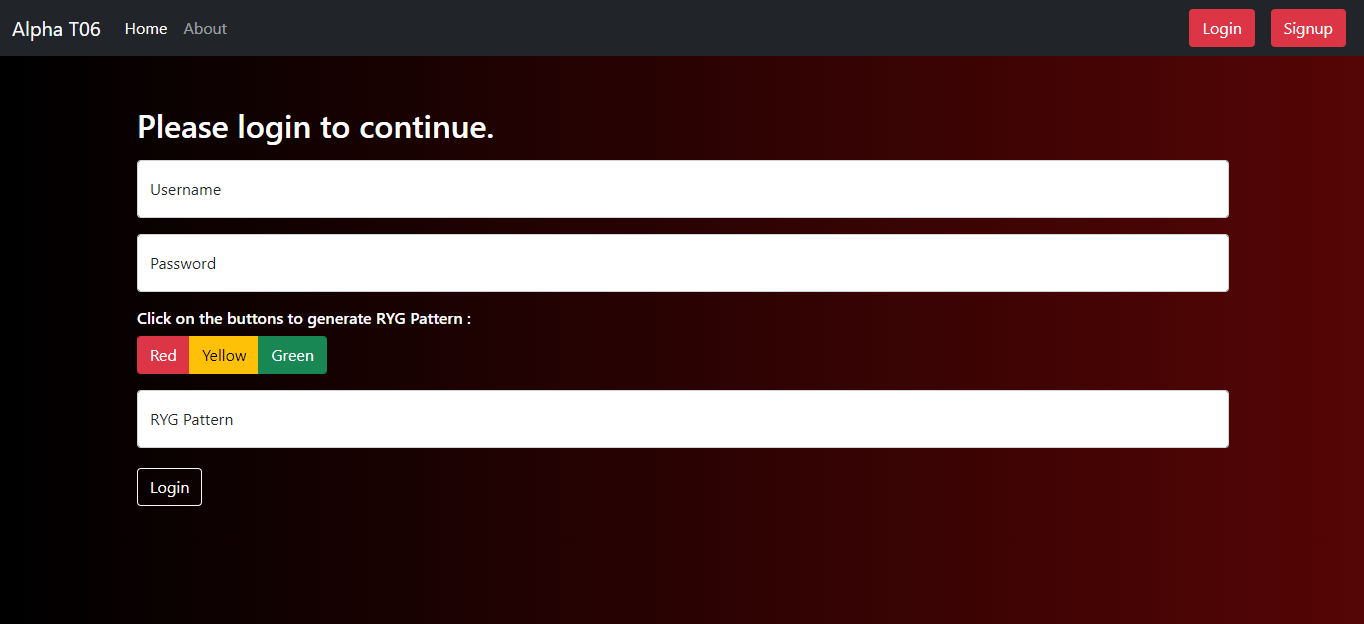 Alpha T06 Home About Login Signup
Please login to continue.
Username
Password
Click on the buttons to generate RYG Pattern :
Red Yellow Green
RYG Pattern
Login